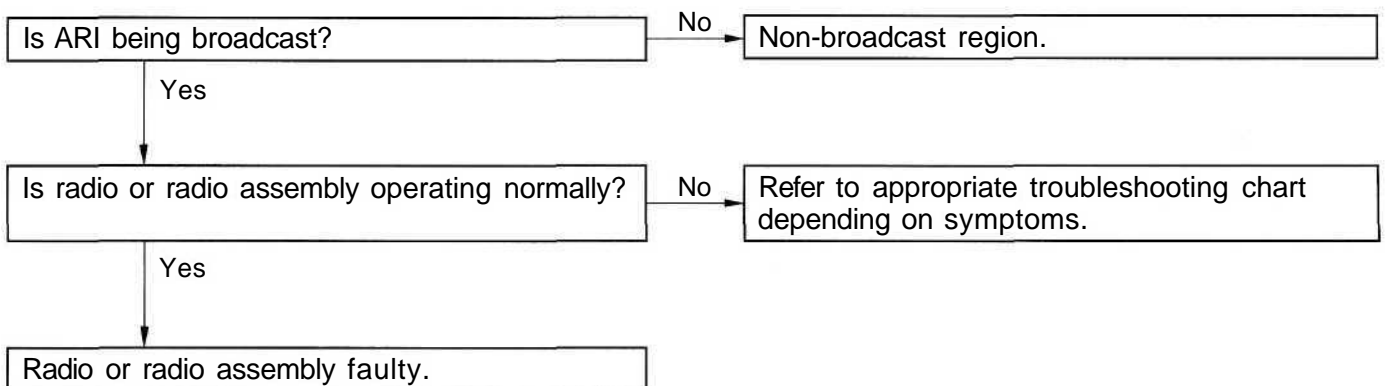 Is ARI being broadcast?
No
Non-broadcast region.
Yes
Is radio or radio assembly operating normally?
No
Refer to appropriate troubleshooting chart
depending on symptoms.
Yes
Radio or radio assembly faulty.